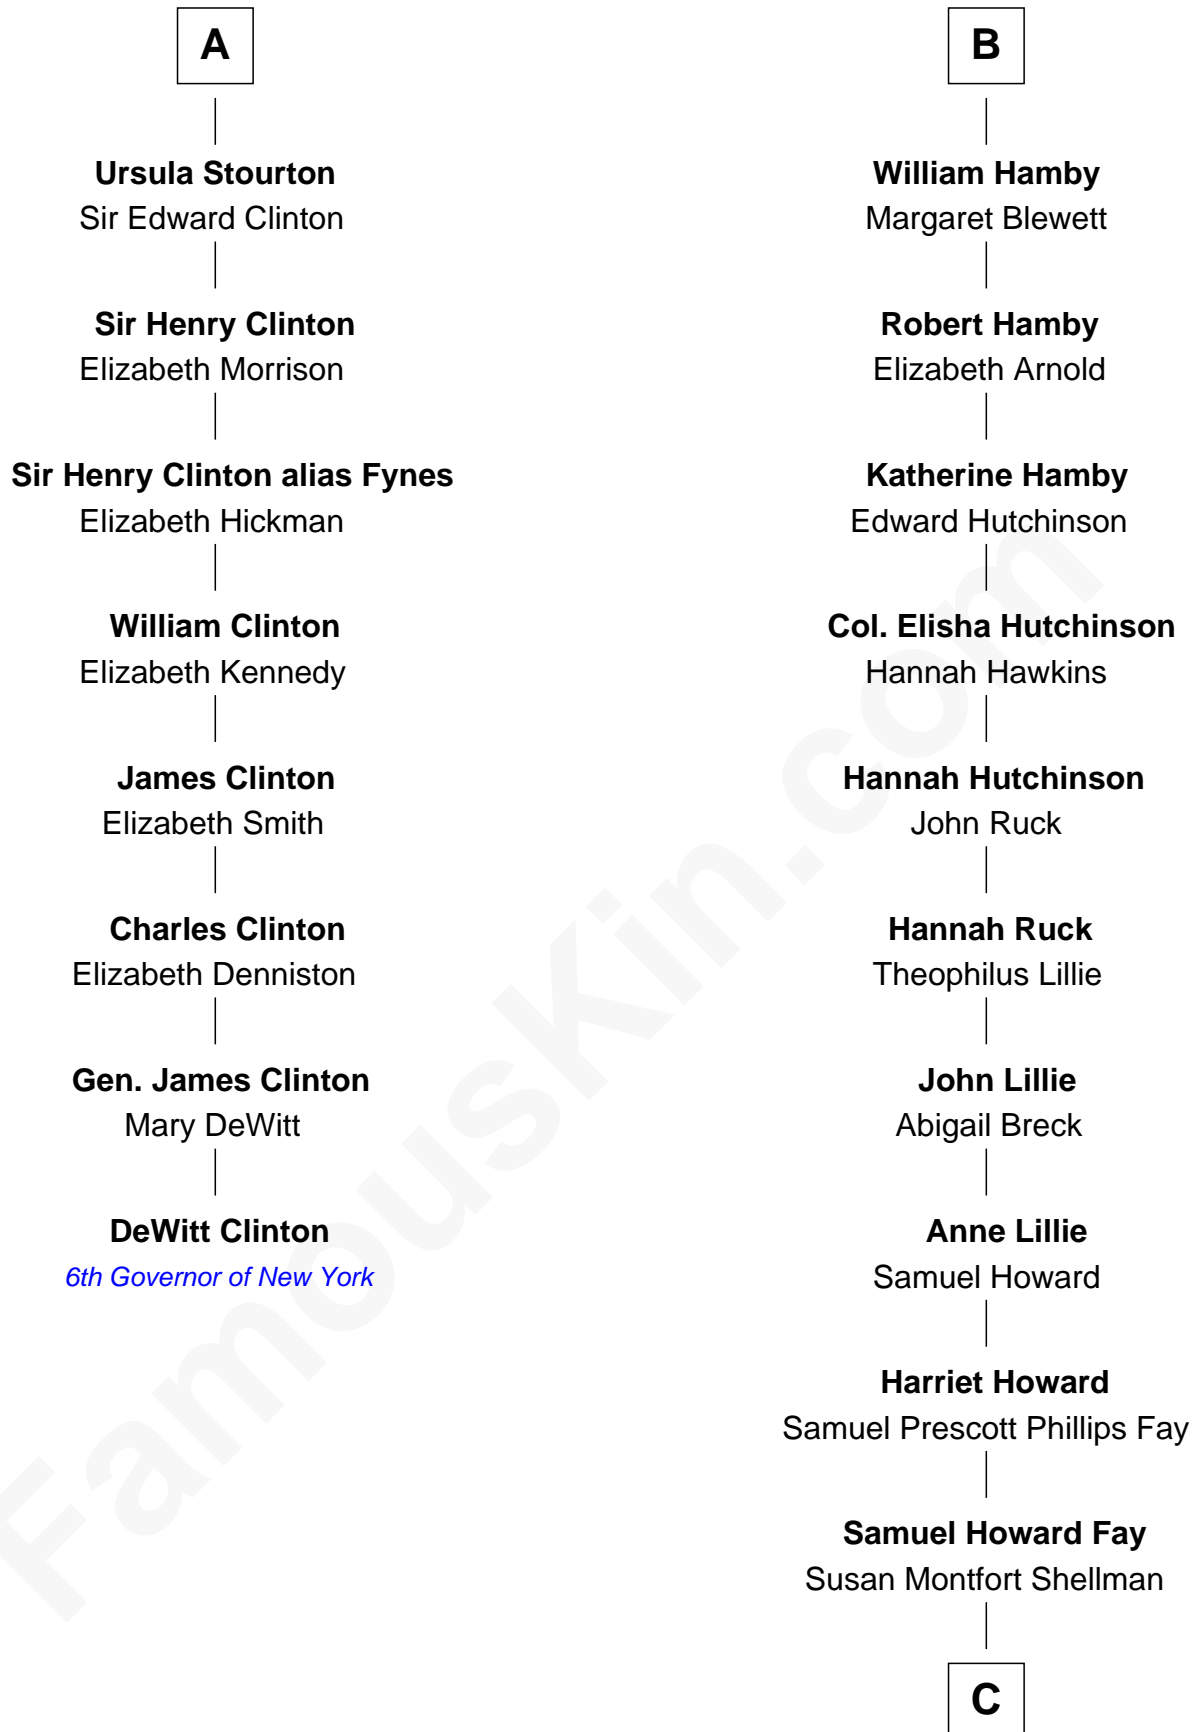 A
Ursula Stourton
Sir Edward Clinton
Sir Henry Clinton
Elizabeth Morrison
Sir Henry Clinton alias Fynes
Elizabeth Hickman
William Clinton
Elizabeth Kennedy
James Clinton
Elizabeth Smith
Charles Clinton
Elizabeth Denniston
Gen. James Clinton
Mary DeWitt
DeWitt Clinton
6th Governor of New York
B
William Hamby
Margaret Blewett
Robert Hamby
Elizabeth Arnold
Katherine Hamby
Edward Hutchinson
Col. Elisha Hutchinson
Hannah Hawkins
Hannah Hutchinson
John Ruck
Hannah Ruck
Theophilus Lillie
John Lillie
Abigail Breck
Anne Lillie
Samuel Howard
Harriet Howard
Samuel Prescott Phillips Fay
Samuel Howard Fay
Susan Montfort Shellman
C
FamousKin.com